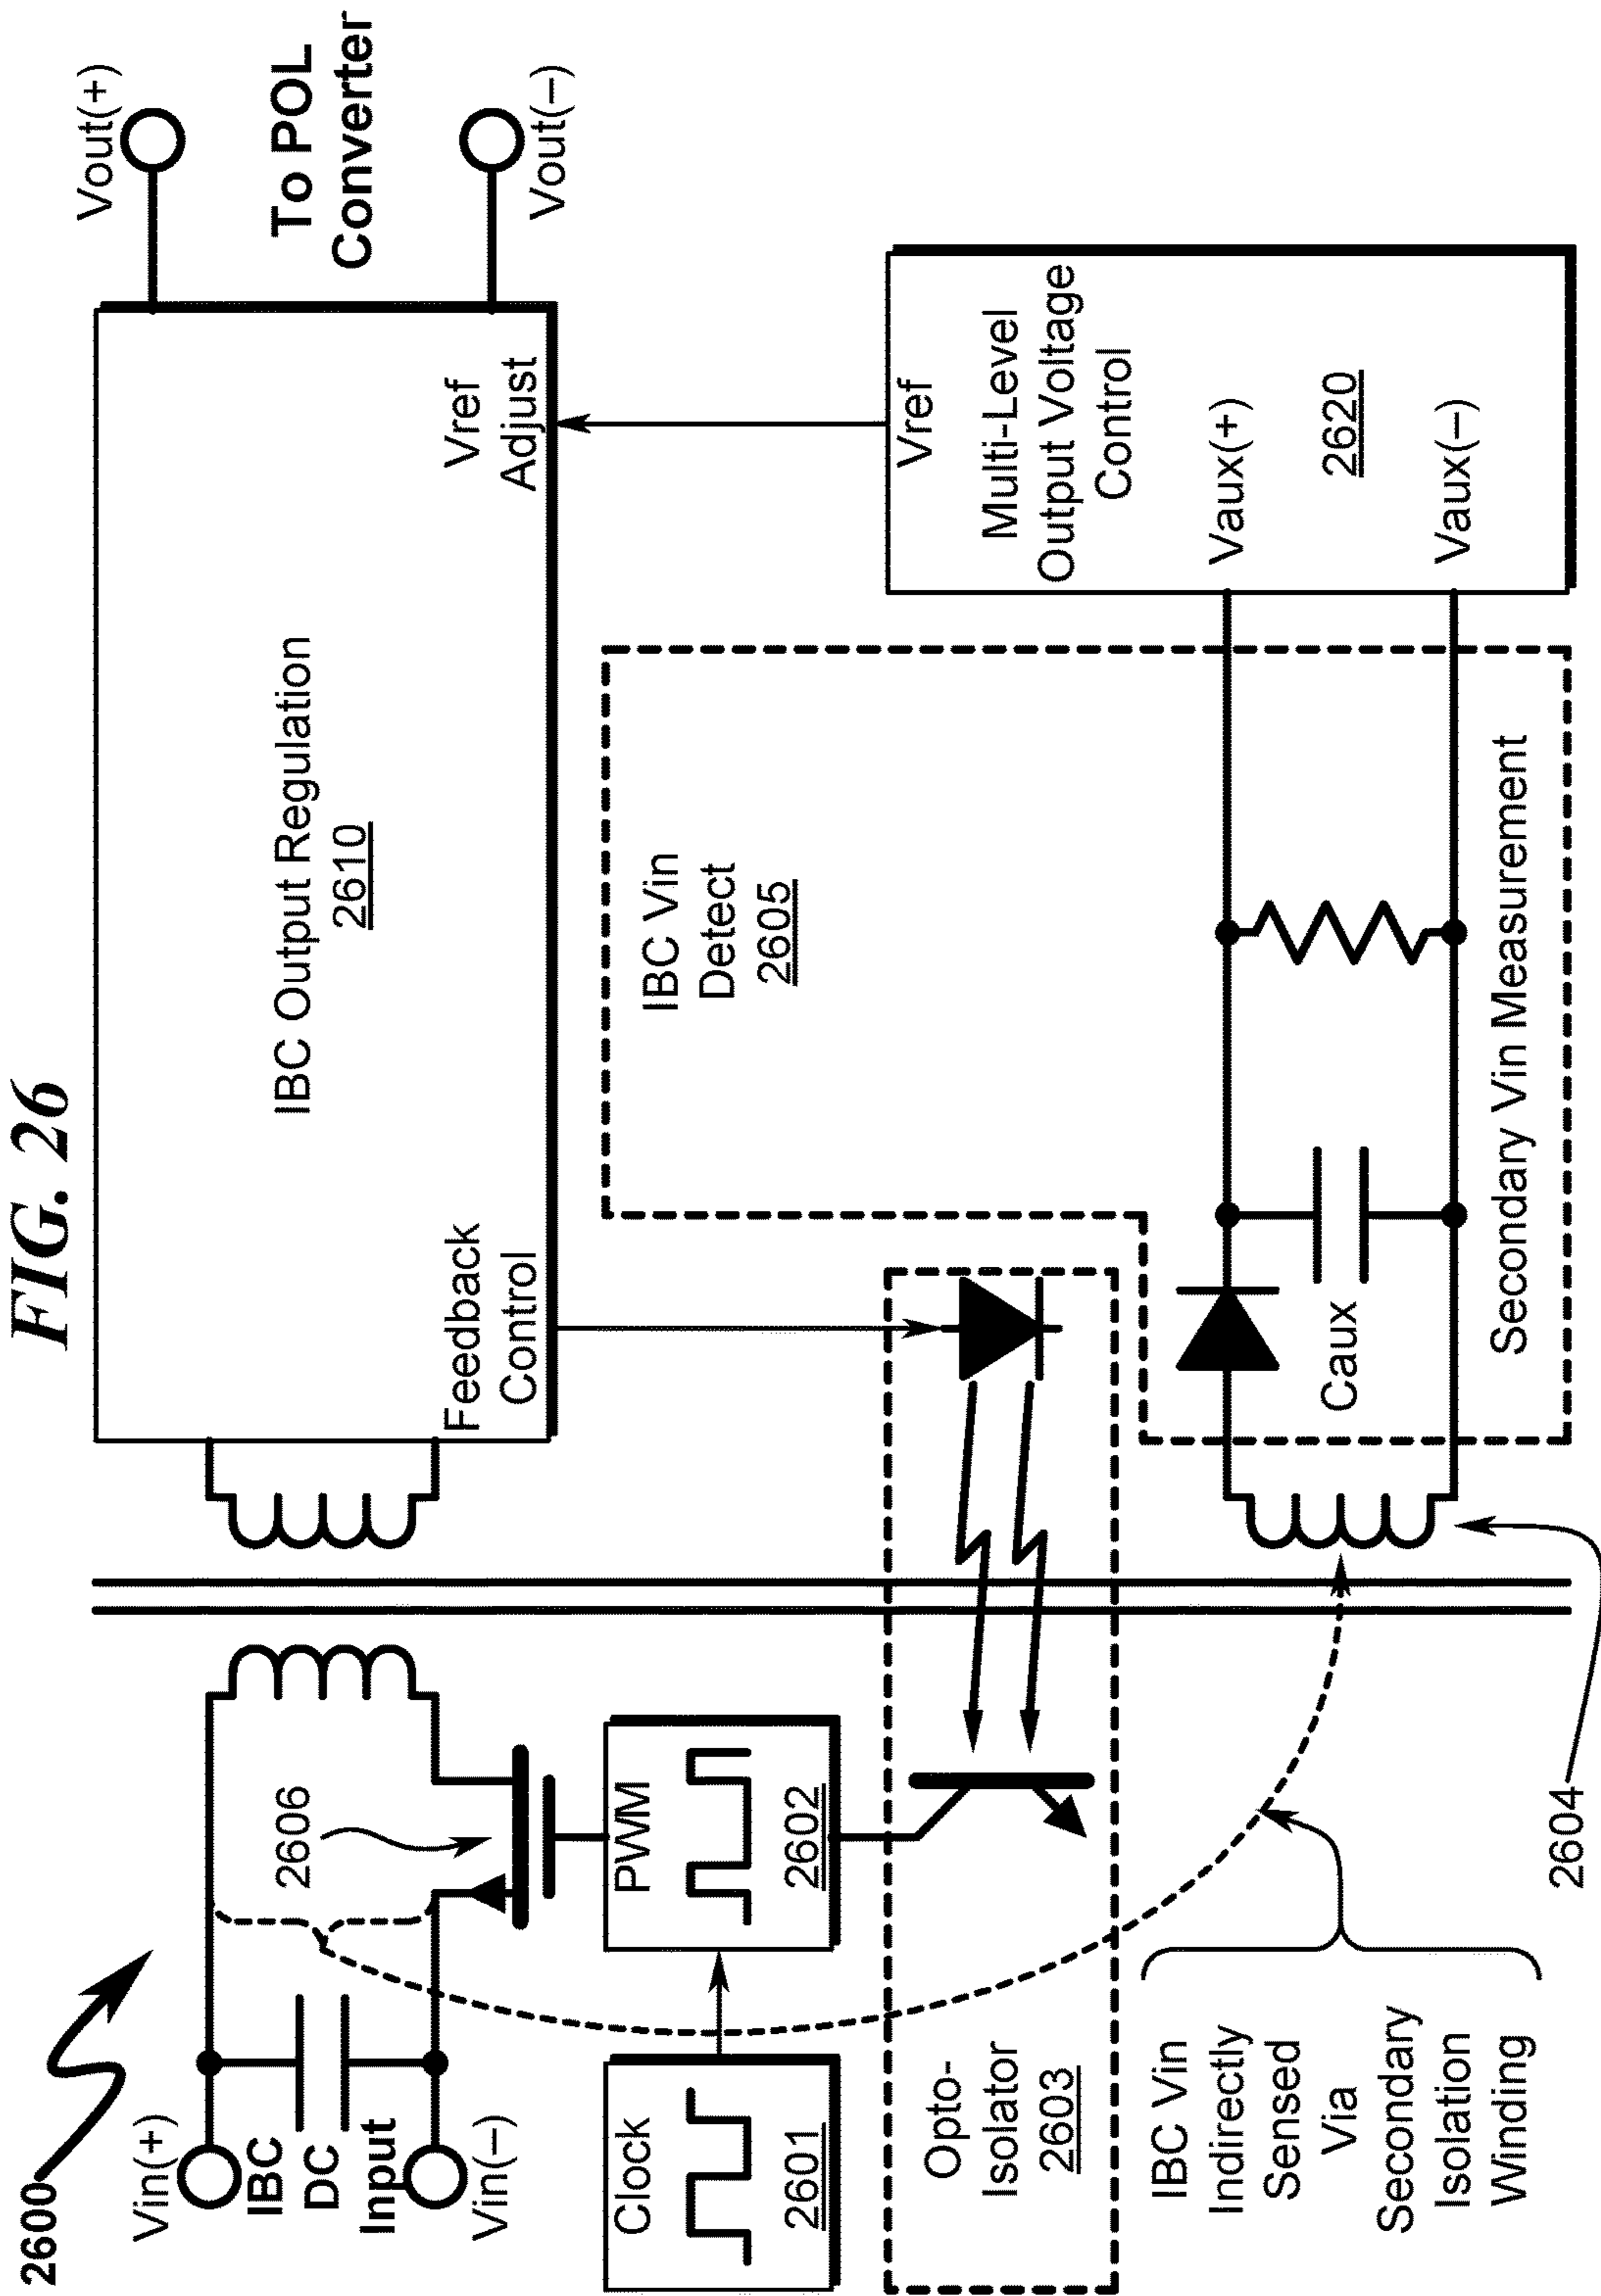 FIG. 26
2600
Vin(+)
IBC
DC
Input
Vin(–)
2606
Clock
2601
PWM
2602
Opto-
Isolator
2603
IBC Vin
Indirectly
Sensed
Via
Secondary
Isolation
Winding
2604
IBC Output Regulation
2610
Feedback
Control
Vref
Adjust
Vout(+)
To POL
Converter
Vout(–)
IBC Vin
Detect
2605
Caux
Secondary Vin Measurement
Vref
Multi-Level
Output Voltage
Control
Vaux(+)
2620
Vaux(–)